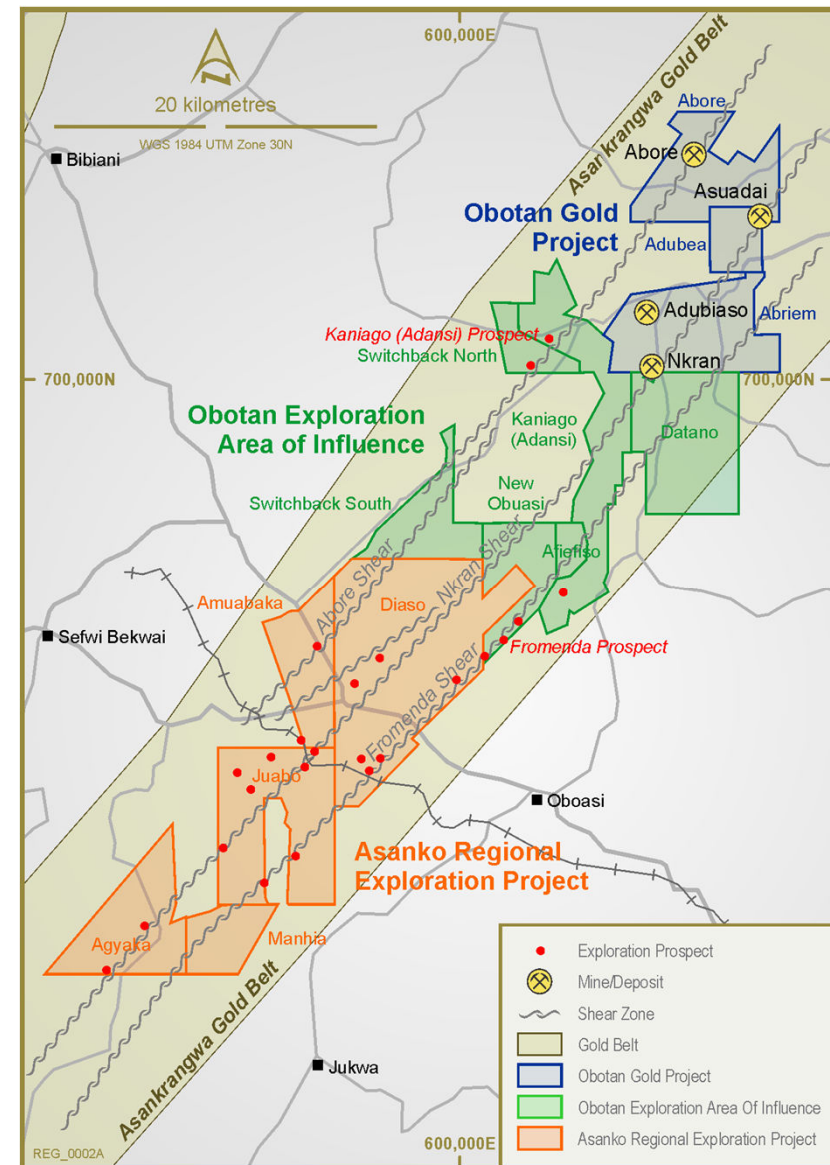 600,000E
20 kilometres
WGS 1984 UTM Zone 30N
Asankrangwa Gold Belt
Abore
Bibiani
Abore
Asuadai
Obotan Gold
Project
Adubea
Adubiaso
Abriem
Kaniago (Adansi) Prospect
Switchback North
Nkran
700,000N
700,000N
Obotan Exploration
Area of Influence
Kaniago
(Adansi)
Datano
Switchback South
New
Obuasi
Afiefiso
Abore Shear
Nkran Shear
Amuabaka
Diaso
Sefwi Bekwai
Fromenda Prospect
Fromenda Shear
Juabo
Oboasi
Asanko Regional
Exploration Project
Agyaka
Manhia
Asankrangwa Gold Belt
Jukwa
Exploration Prospect
Mine/Deposit
Shear Zone
Gold Belt
Obotan Gold Project
Obotan Exploration Area Of Influence
Asanko Regional Exploration Project
REG_0002A
600,000E